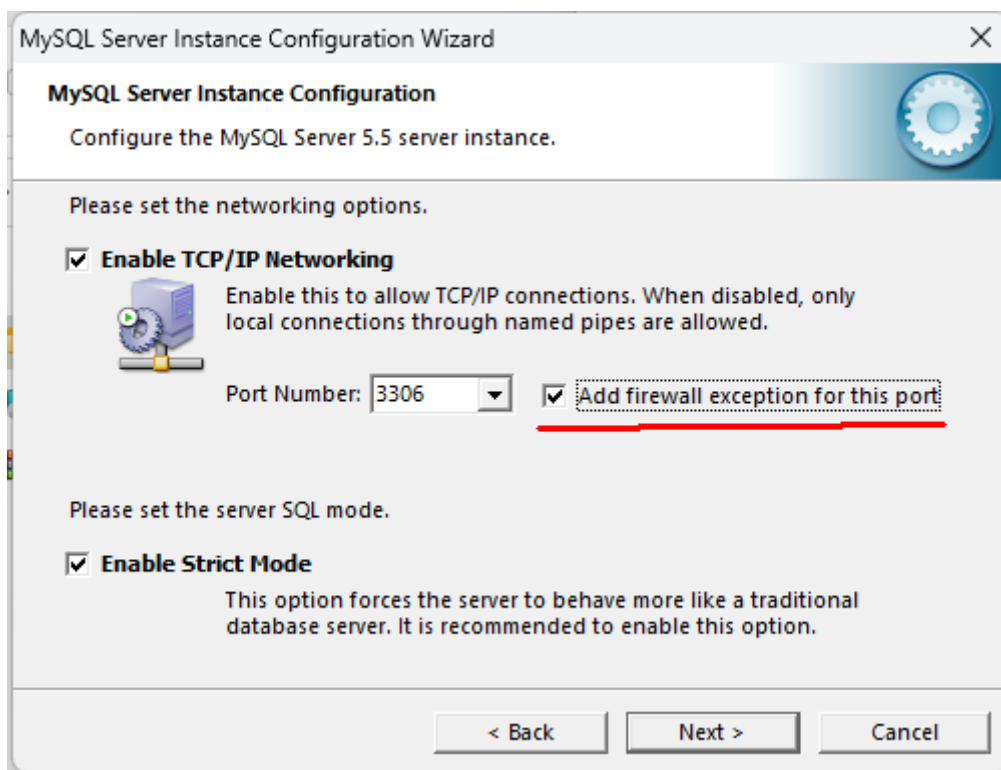 MySQL Server Instance Configuration Wizard
MySQL Server Instance Configuration
Configure the MySQL Server 5.5 server instance.
Please set the networking options.
Enable TCP/IP Networking
Enable this to allow TCP/IP connections. When disabled, only
local connections through named pipes are allowed.
Port Number: 3306 Add firewall exception for this port
Please set the server SQL mode.
Enable Strict Mode
This option forces the server to behave more like a traditional
database server. It is recommended to enable this option.
< Back Next > Cancel